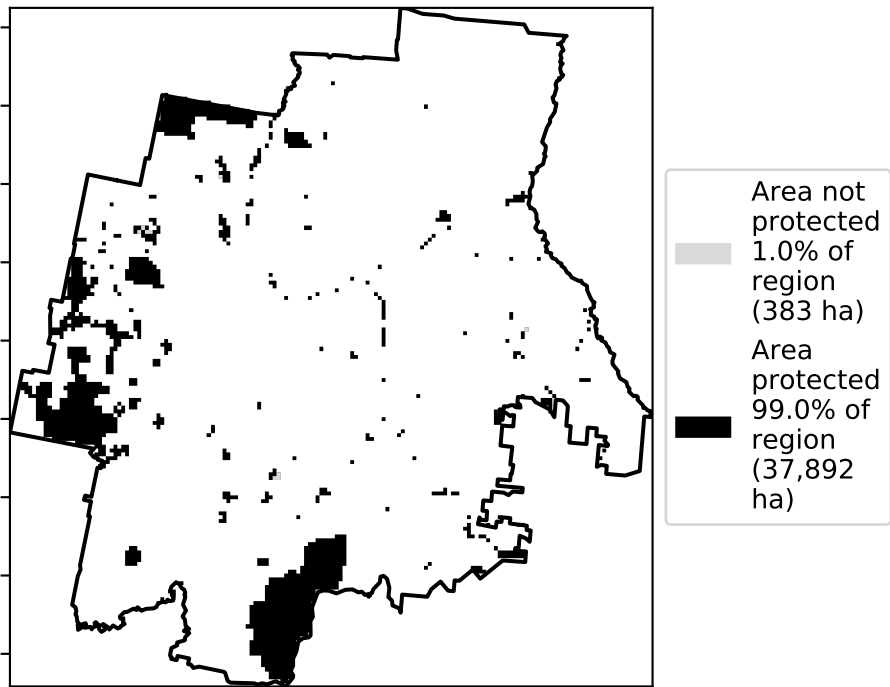 Area not
protected
1.0% of
region
(383 ha)
Area
protected
99.0% of
region
(37,892
ha)